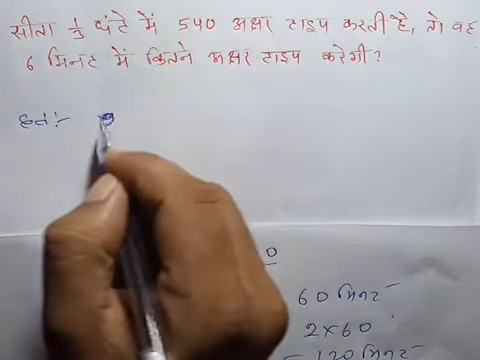 सीता 1/3 घंटे में 540 अक्षर टाइप करती है, तो वह
6 मिनट में कितने अक्षर टाइप करेगी?
हल:-
0
60 मिनट
2×60
= 120 मिनट